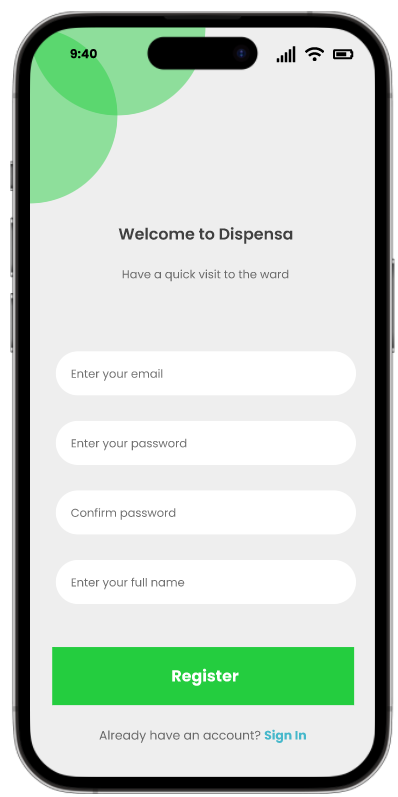 9:40
Welcome to Dispensa
Have a quick visit to the ward
Enter your email
Enter your password
Confirm password
Enter your full name
Register
Already have an account? Sign In